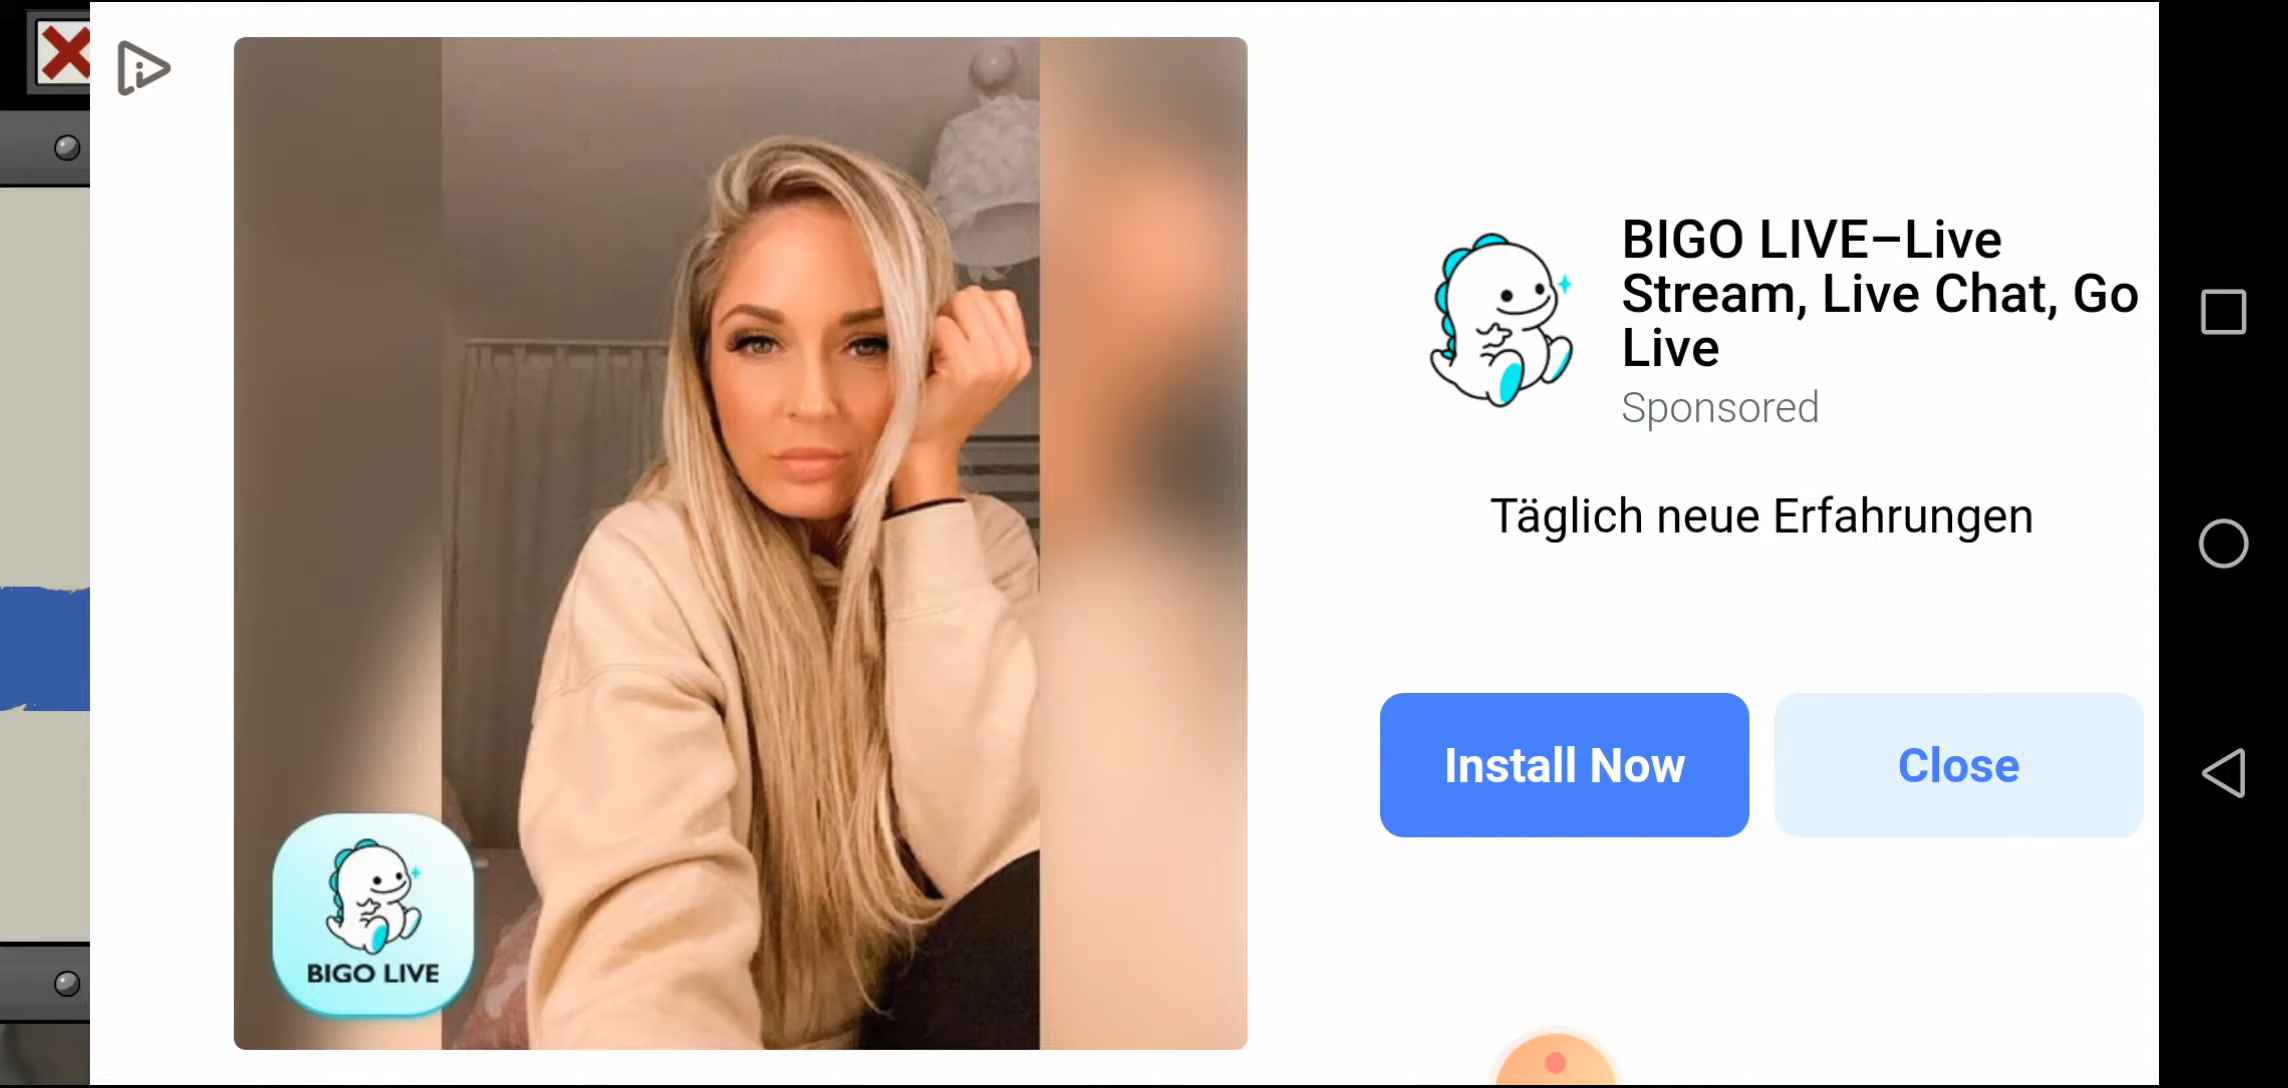 BIGO LIVE–Live
Stream, Live Chat, Go
Live
Sponsored
Täglich neue Erfahrungen
Install Now
Close
BIGO LIVE